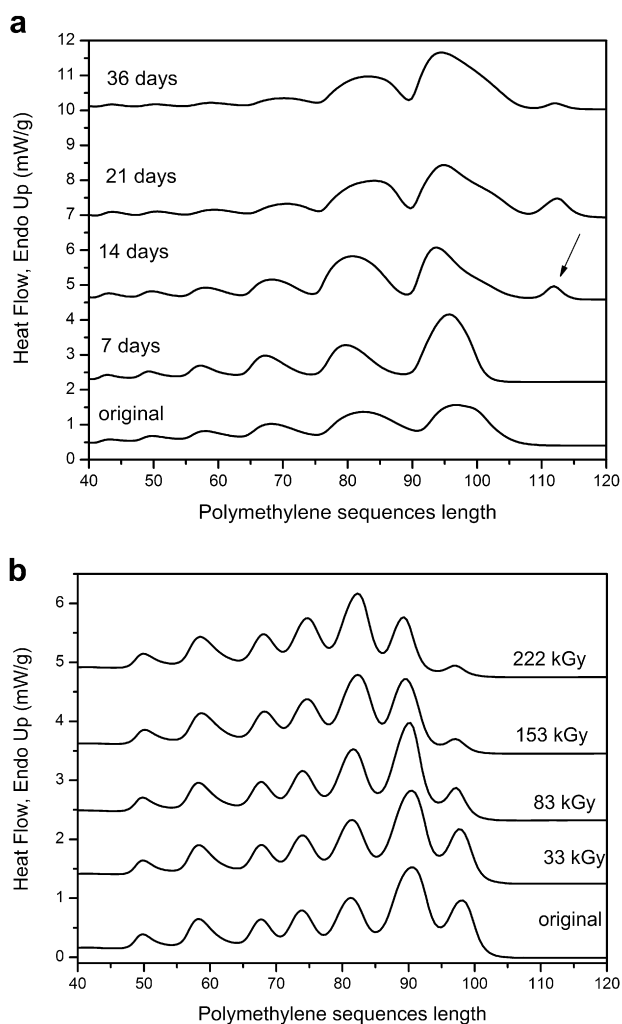 a
Heat Flow, Endo Up (mW/g)
12
11
10
9
8
7
6
5
4
3
2
1
0
36 days
21 days
14 days
7 days
original
40 50 60 70 80 90 100 110 120
Polymethylene sequences length
b
Heat Flow, Endo Up (mW/g)
6
5
4
3
2
1
0
222 kGy
153 kGy
83 kGy
33 kGy
original
40 50 60 70 80 90 100 110 120
Polymethylene sequences length